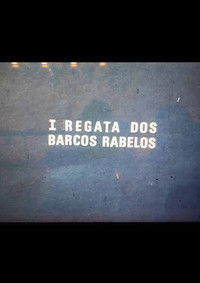 I REGATA DOS
BARCOS RABELOS